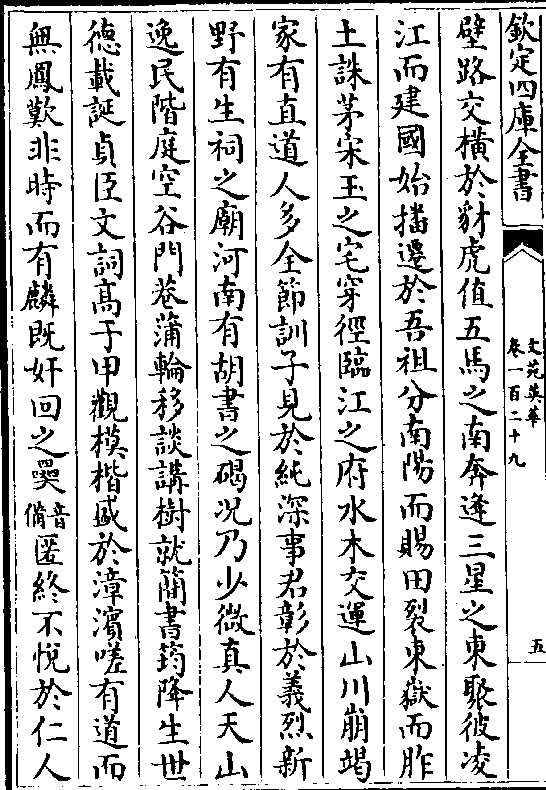 欽定四庫全書
文苑英華
卷一百二十九
五
壁路交橫於豺虎值五馬之南奔逢三星之東聚彼凌
江而建國始播遷於吾祖分南陽而賜田裂東嶽而胙
土誅茅宋玉之宅穿徑臨江之府水木交運山川崩竭
家有直道人多全節訓子見於純深事君彰於義烈新
野有生祠之廟河南有胡書之碣况乃少微真人天山
逸民階庭空谷門巷蒲輪移談講樹就蕳書筠降生世
德載誕貞臣文詞高于甲觀模楷盛於漳濱嗟有道而
無鳳歎非時而有麟既奸回之奰音備匿終不悅於仁人